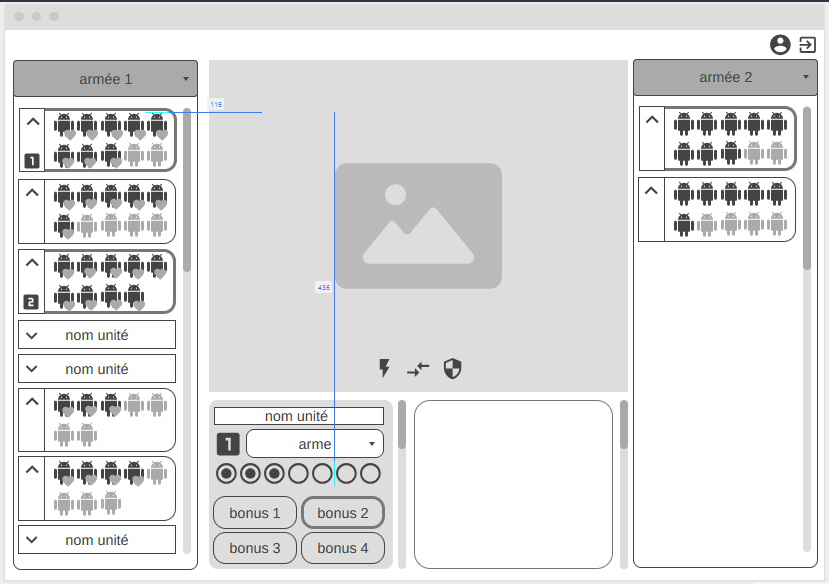 armée 1
armée 2
116
1
436
2
nom unité
nom unité
nom unité
nom unité
1
arme
bonus 1
bonus 2
bonus 3
bonus 4